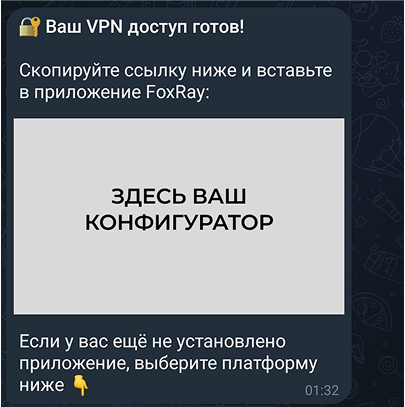 🔐 Ваш VPN доступ готов!
Скопируйте ссылку ниже и вставьте
в приложение FoxRay:
ЗДЕСЬ ВАШ
КОНФИГУРАТОР
Если у вас ещё не установлено
приложение, выберите платформу
ниже 👇
01:32